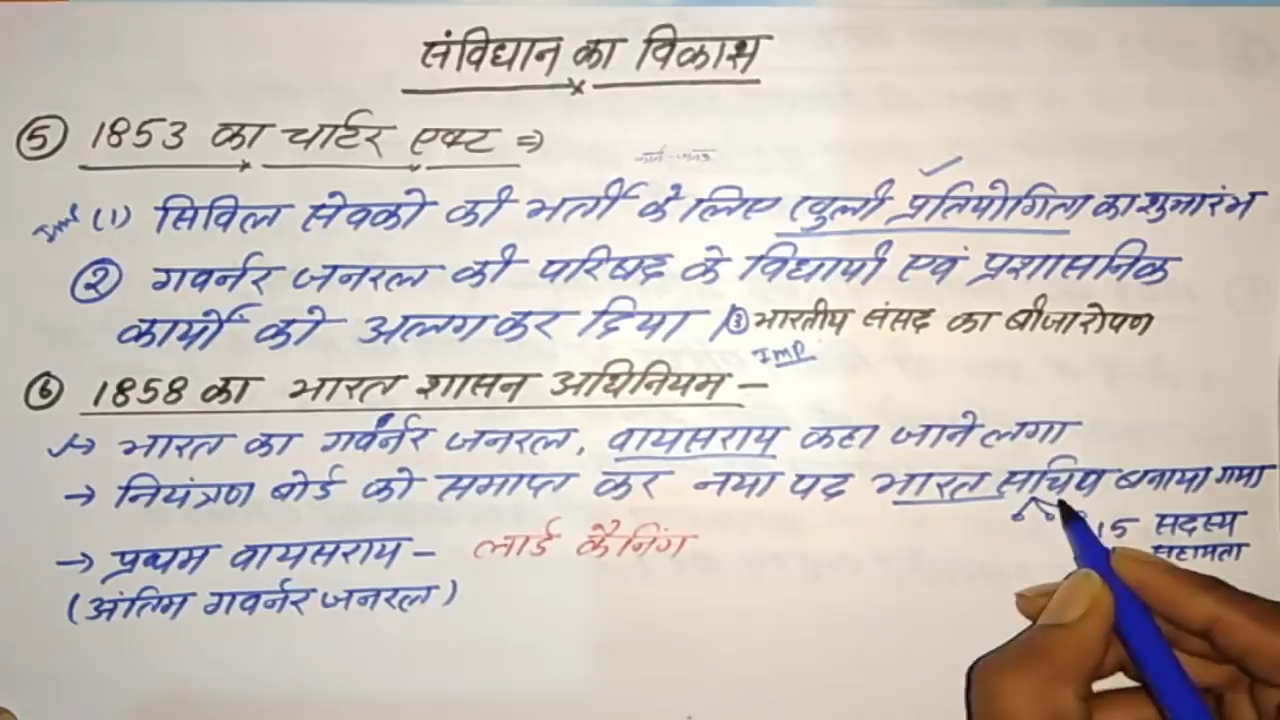 संविधान का विकास
⑤ 1853 का चार्टर एक्ट ⇒
Imp (1) सिविल सेवको की भर्ती के लिए खुली प्रतियोगिता का शुभारंभ
② गवर्नर जनरल की परिषद के विधायी एवं प्रशासनिक
कार्यों को अलग कर दिया | ③ भारतीय संसद का बीजारोपण
IMP
⑥ 1858 का भारत शासन अधिनियम –
→ भारत का गवर्नर जनरल, वायसराय कहा जाने लगा
→ नियंत्रण बोर्ड को समाप्त कर नया पद भारत सचिव बनाया गया
15 सदस्य
सहायता
→ प्रथम वायसराय – लार्ड कैनिंग
(अंतिम गवर्नर जनरल)